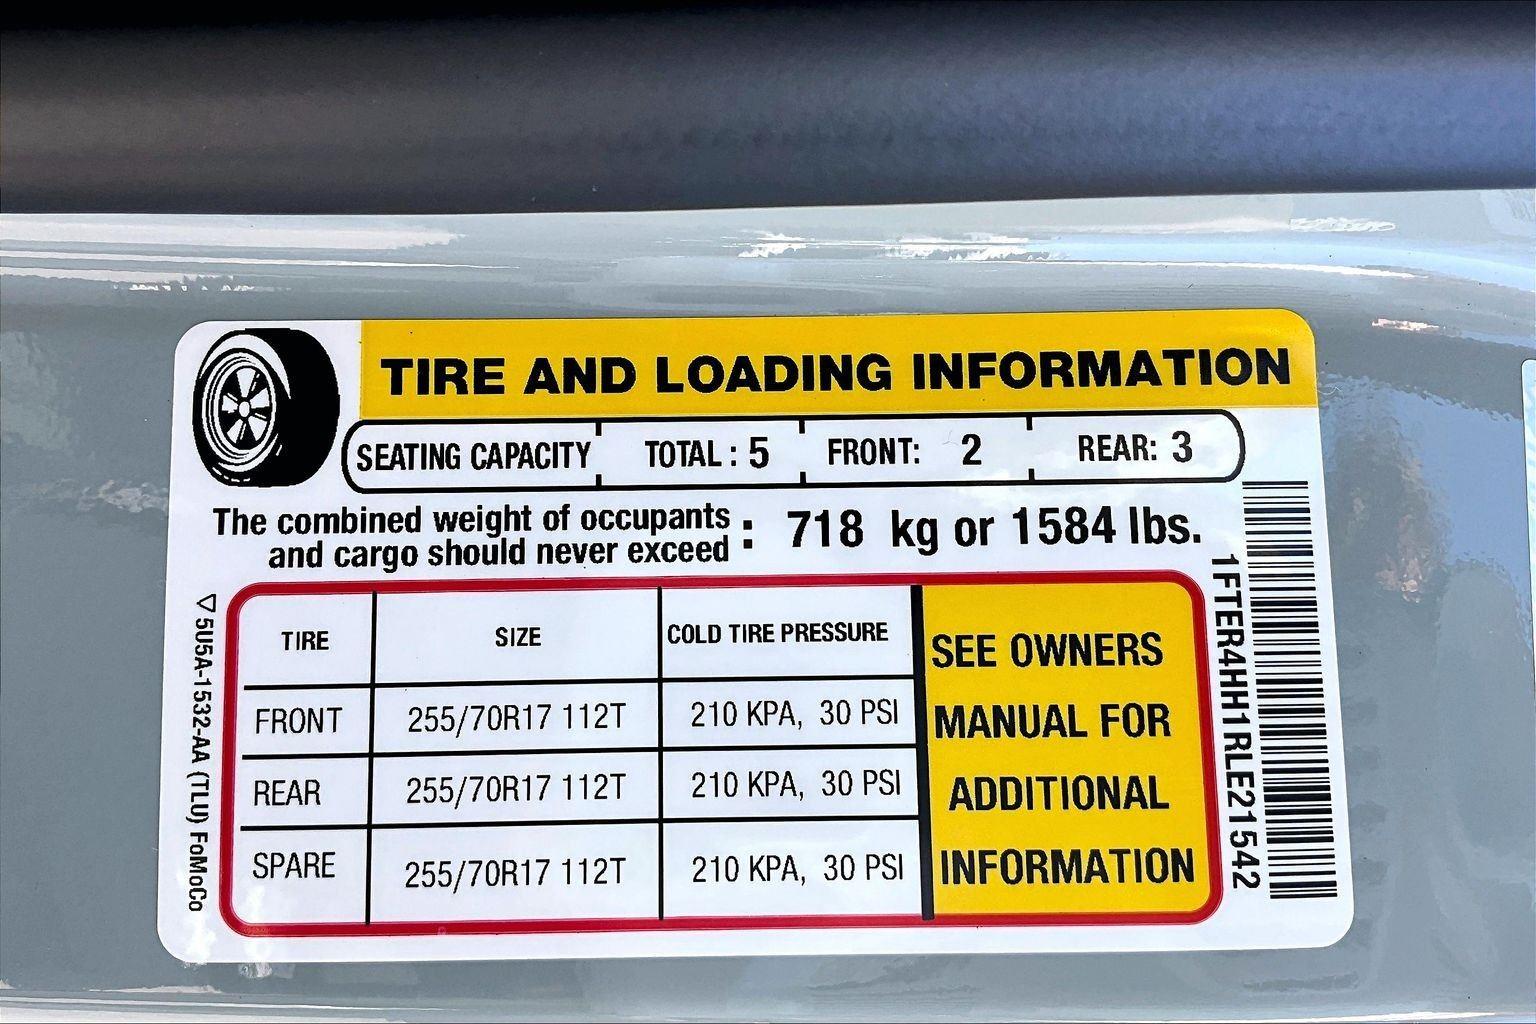 TIRE AND LOADING INFORMATION
SEATING CAPACITY TOTAL : 5 FRONT: 2 REAR: 3
The combined weight of occupants
and cargo should never exceed : 718 kg or 1584 lbs.
TIRE SIZE COLD TIRE PRESSURE
FRONT 255/70R17 112T 210 KPA, 30 PSI
REAR 255/70R17 112T 210 KPA, 30 PSI
SPARE 255/70R17 112T 210 KPA, 30 PSI
SEE OWNERS
MANUAL FOR
ADDITIONAL
INFORMATION
5U5A-1532-AA (TLU) FoMoCo
1FTER4HH1RLE21542